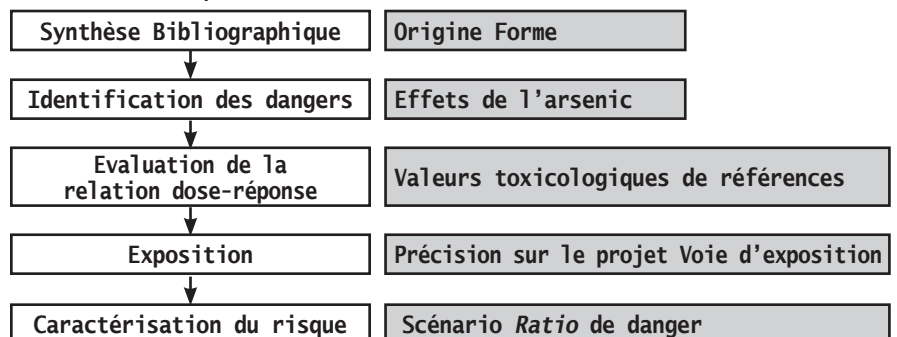 Synthèse Bibliographique
Origine Forme
Identification des dangers
Effets de l'arsenic
Evaluation de la
relation dose-réponse
Valeurs toxicologiques de références
Exposition
Précision sur le projet Voie d'exposition
Caractérisation du risque
Scénario Ratio de danger